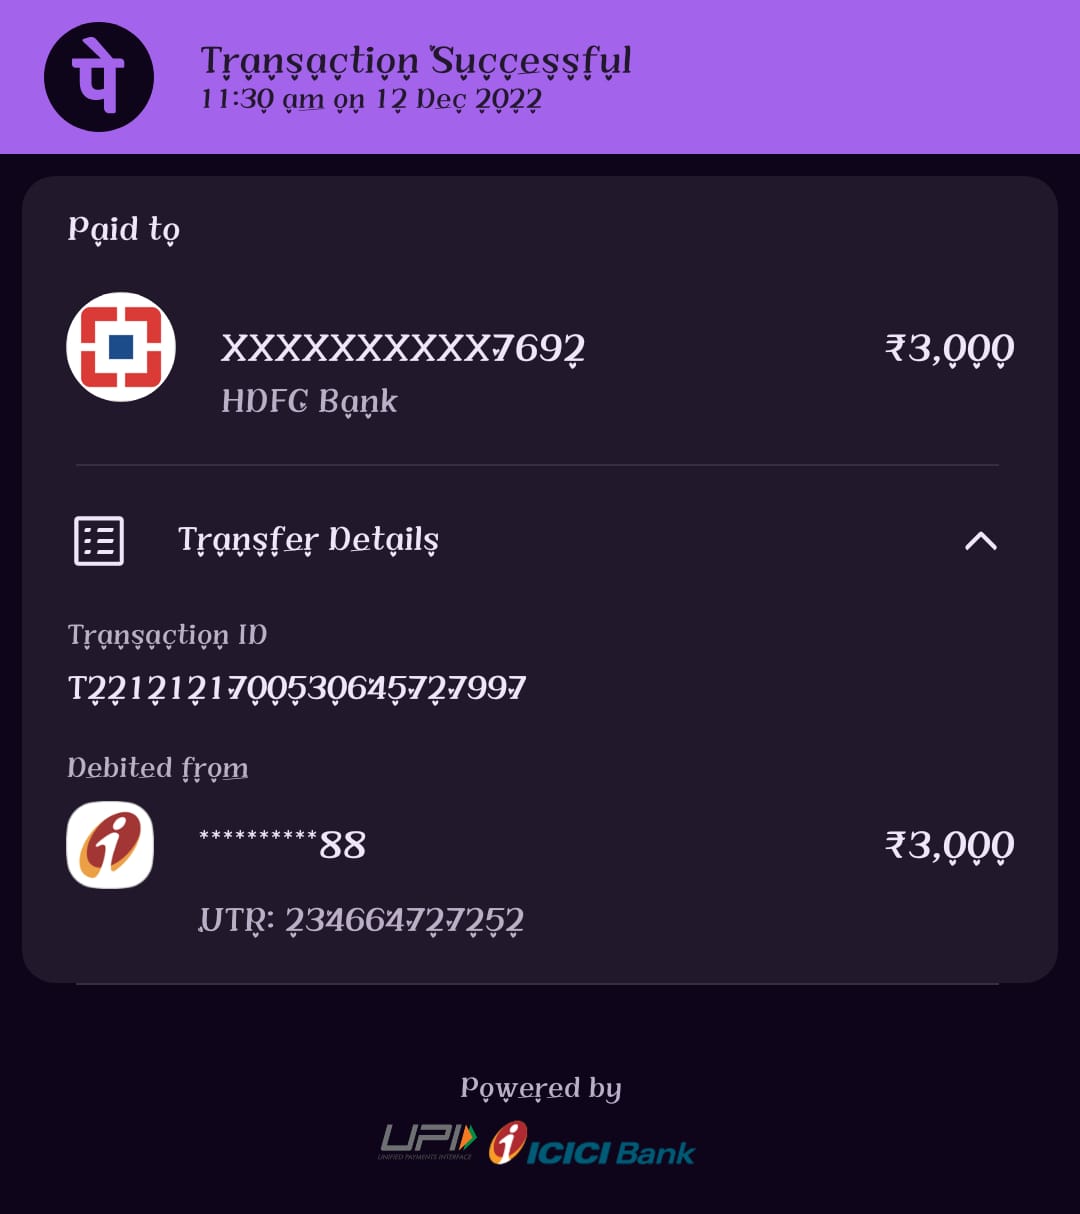 पे
Transaction Successful
11:30 am on 12 Dec 2022
Paid to
XXXXXXXXXX7692
₹3,000
HDFC Bank
Transfer Details
Transaction ID
T2212121700530645727997
Debited from
**********88
₹3,000
UTR: 234664727252
Powered by
UPI ICICI Bank
UNIFIED PAYMENTS INTERFACE